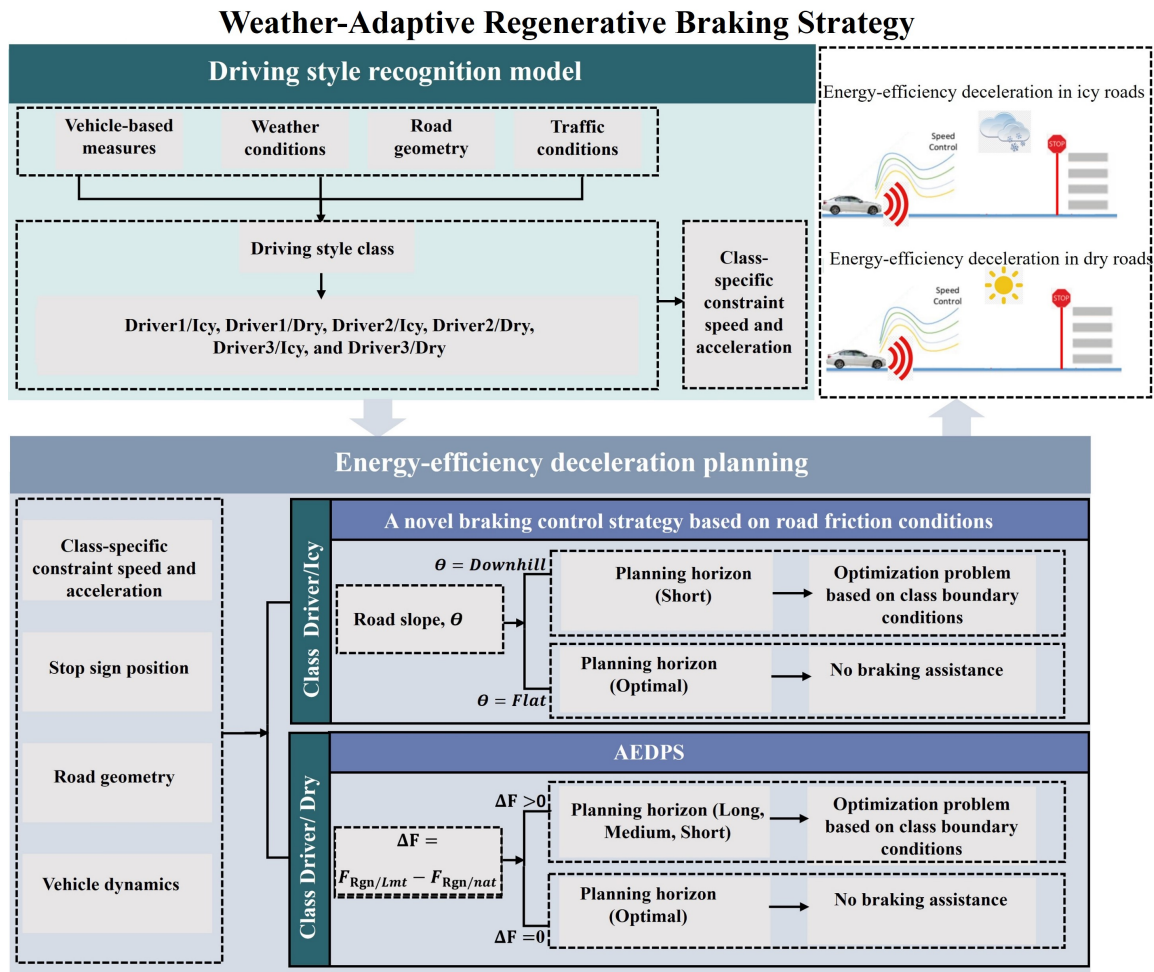 Weather-Adaptive Regenerative Braking Strategy
Driving style recognition model
Vehicle-based
measures
Weather
conditions
Road
geometry
Traffic
conditions
Driving style class
Driver1/Icy, Driver1/Dry, Driver2/Icy, Driver2/Dry,
Driver3/Icy, and Driver3/Dry
Class-
specific
constraint
speed and
acceleration
Energy-efficiency deceleration in icy roads
Speed
Control
STOP
Energy-efficiency deceleration in dry roads
Speed
Control
STOP
Energy-efficiency deceleration planning
Class-specific
constraint speed and
acceleration
Stop sign position
Road geometry
Vehicle dynamics
Class Driver/Icy
A novel braking control strategy based on road friction conditions
Road slope, ϴ
ϴ = Downhill
Planning horizon
(Short)
Optimization problem
based on class boundary
conditions
ϴ = Flat
Planning horizon
(Optimal)
No braking assistance
Class Driver/ Dry
AEDPS
ΔF =
F_Rgn/Lmt − F_Rgn/nat
ΔF >0
Planning horizon (Long,
Medium, Short)
Optimization problem
based on class boundary
conditions
ΔF =0
Planning horizon
(Optimal)
No braking assistance